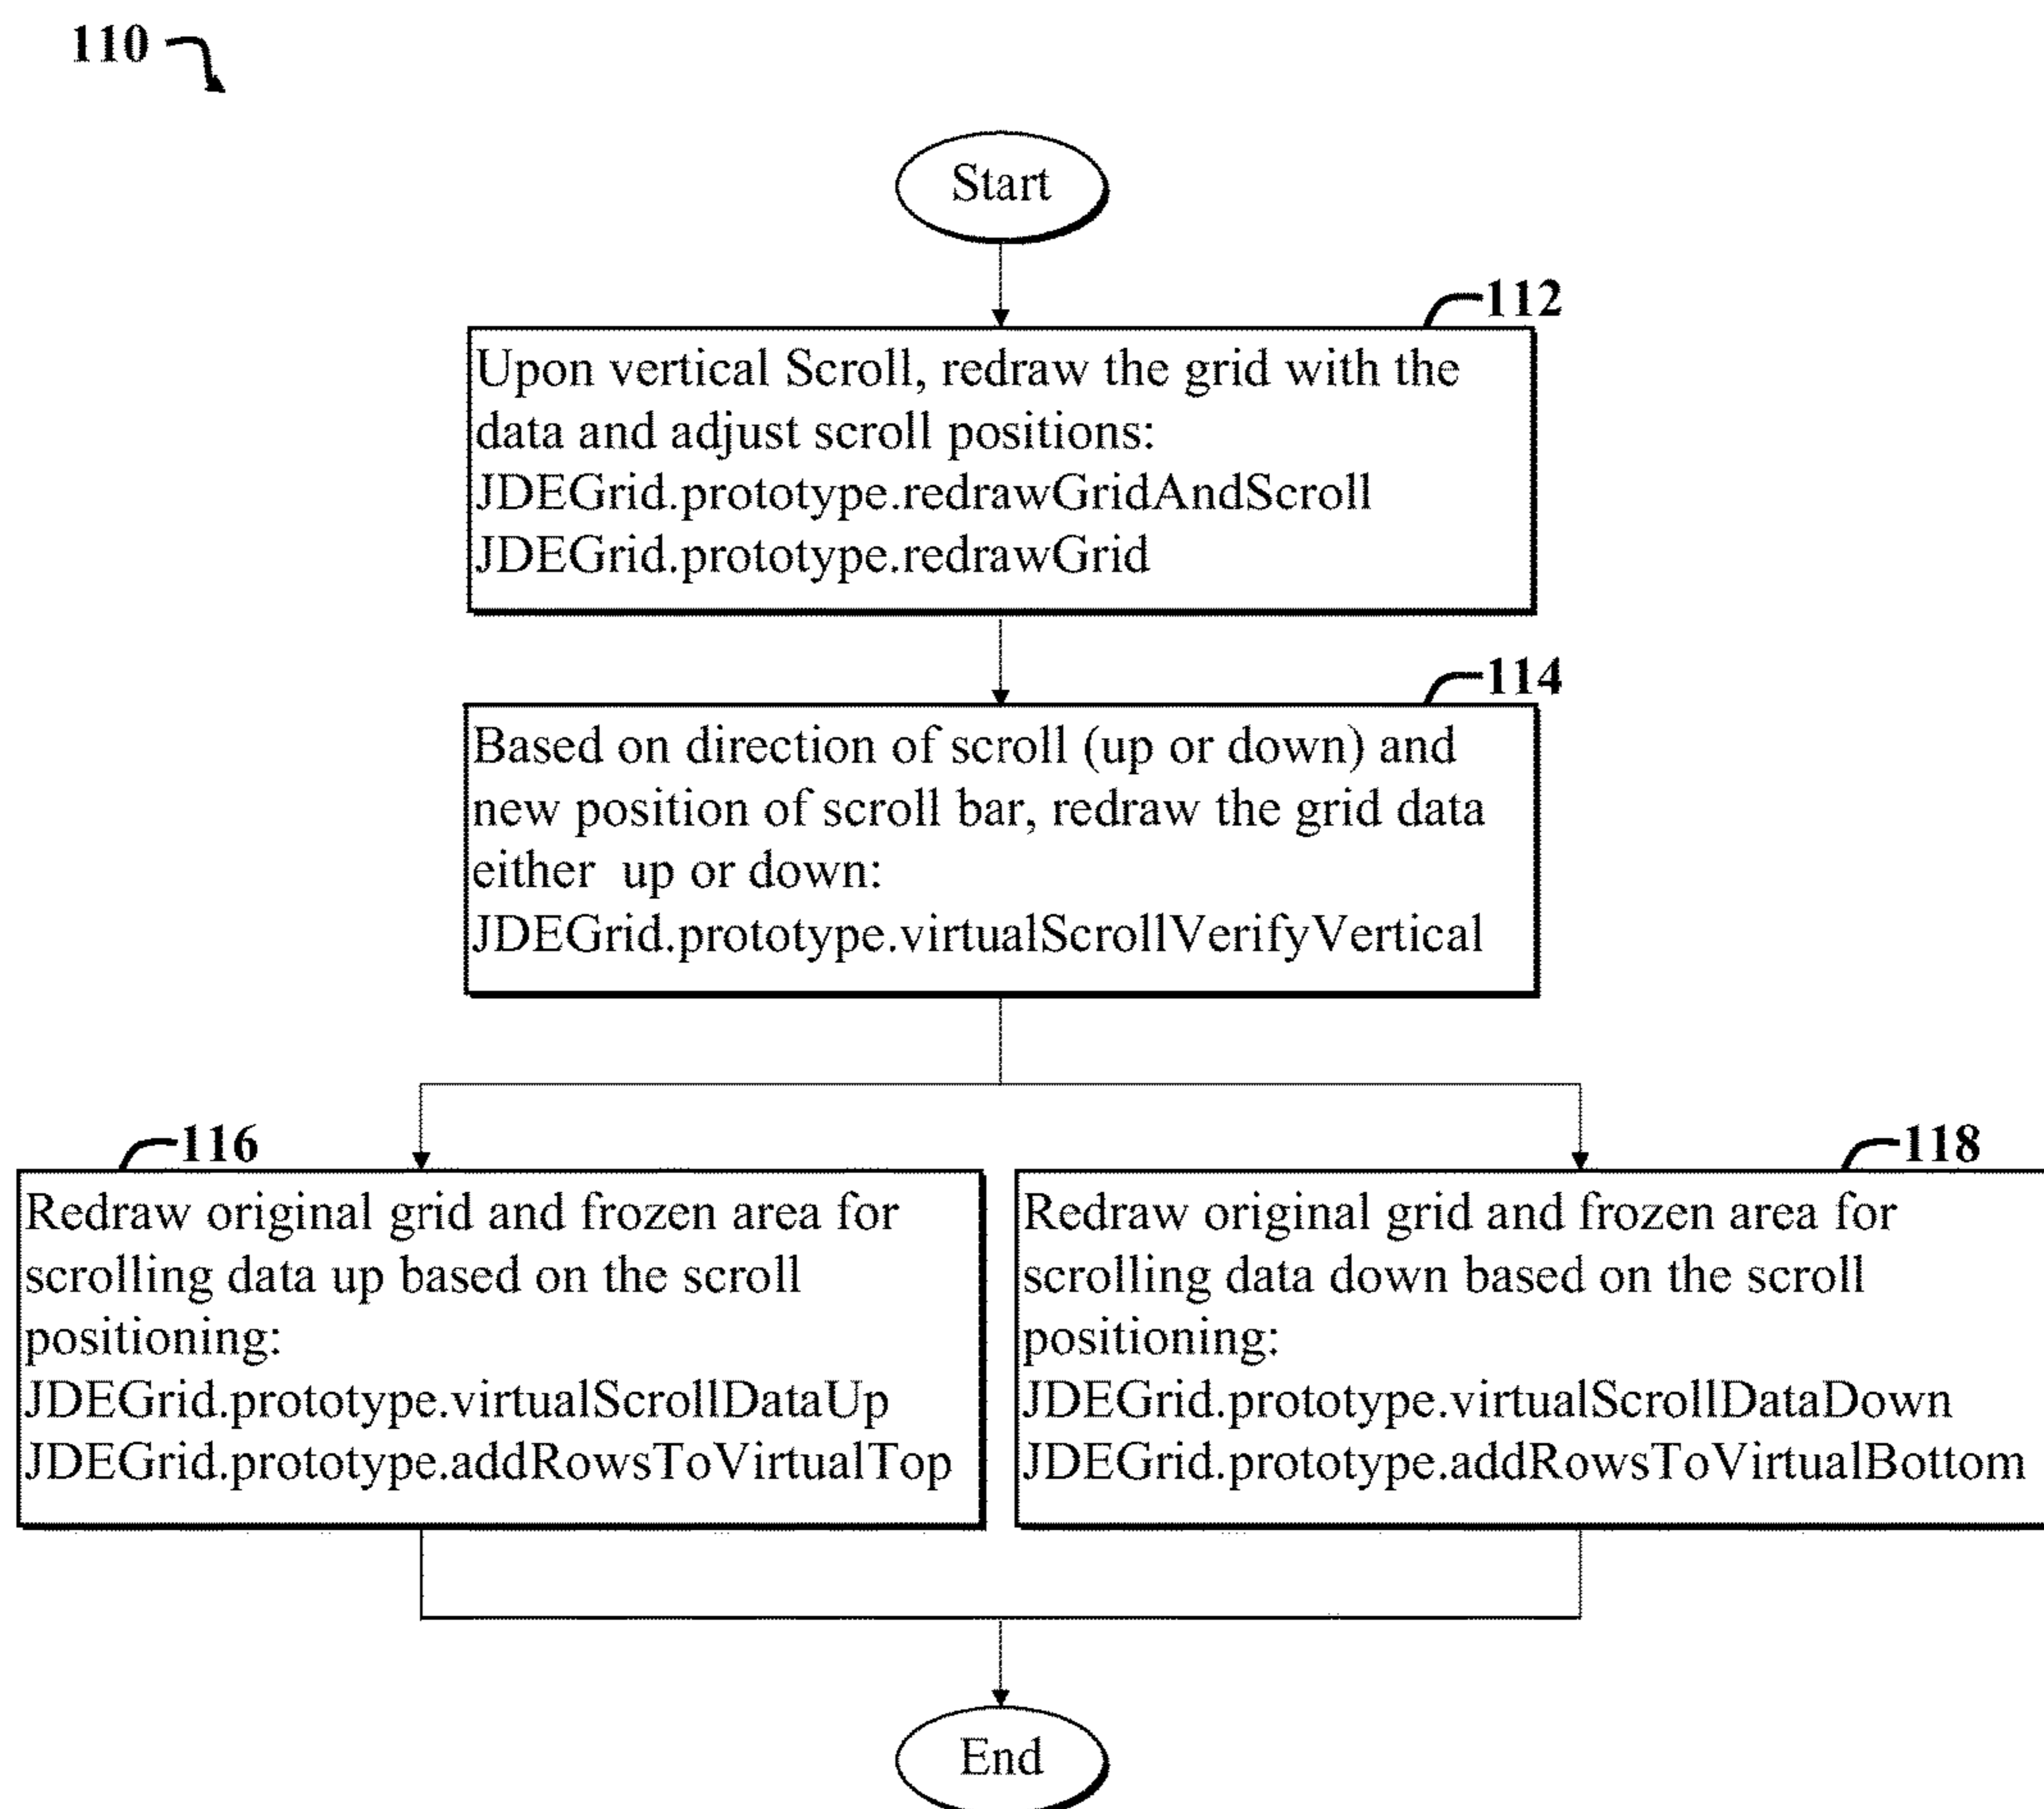 110
Start
112
Upon vertical Scroll, redraw the grid with the
data and adjust scroll positions:
JDEGrid.prototype.redrawGridAndScroll
JDEGrid.prototype.redrawGrid
114
Based on direction of scroll (up or down) and
new position of scroll bar, redraw the grid data
either up or down:
JDEGrid.prototype.virtualScrollVerifyVertical
116
Redraw original grid and frozen area for
scrolling data up based on the scroll
positioning:
JDEGrid.prototype.virtualScrollDataUp
JDEGrid.prototype.addRowsToVirtualTop
118
Redraw original grid and frozen area for
scrolling data down based on the scroll
positioning:
JDEGrid.prototype.virtualScrollDataDown
JDEGrid.prototype.addRowsToVirtualBottom
End